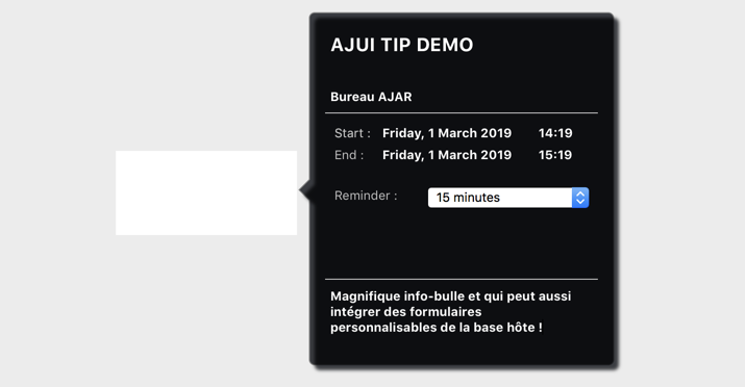 AJUI TIP DEMO
Bureau AJAR
Start : Friday, 1 March 2019 14:19
End : Friday, 1 March 2019 15:19
Reminder : 15 minutes
Magnifique info-bulle et qui peut aussi
intégrer des formulaires
personnalisables de la base hôte !